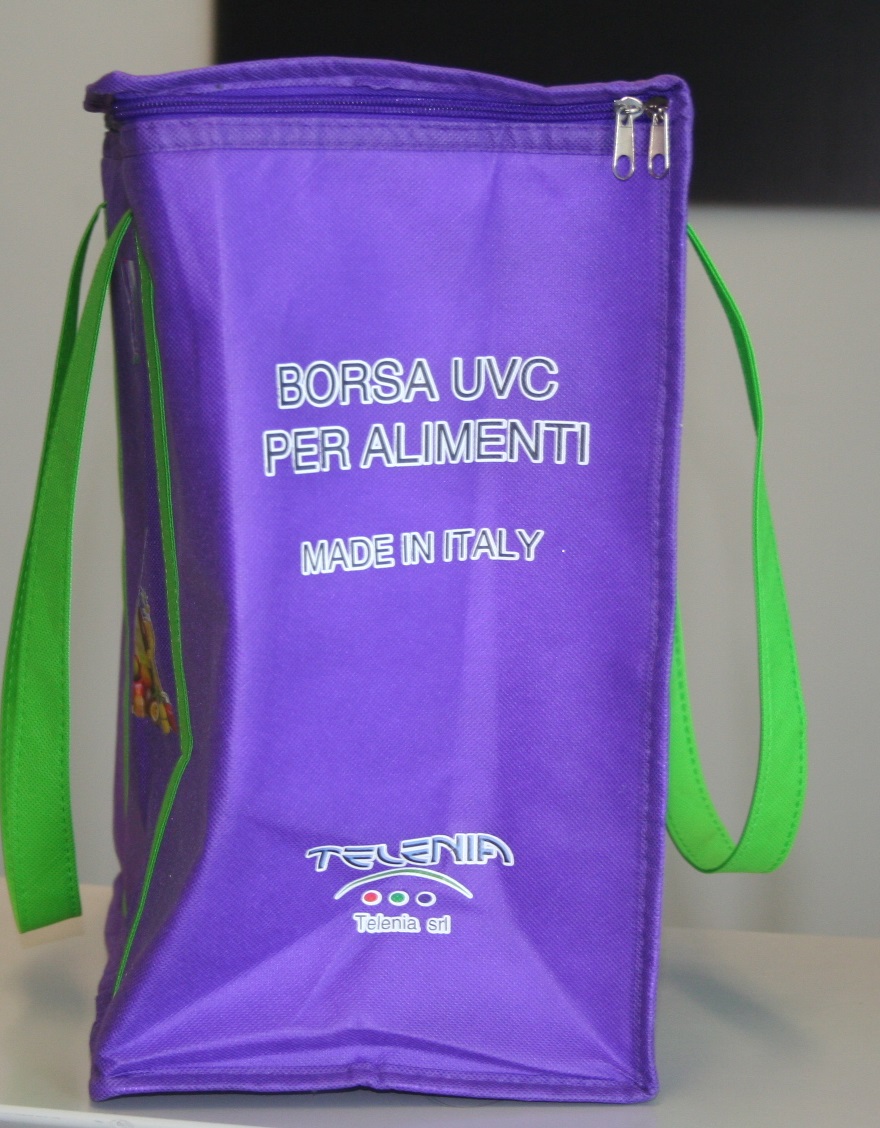 BORSA UVC
PER ALIMENTI
MADE IN ITALY
TELENIA
Telenia srl